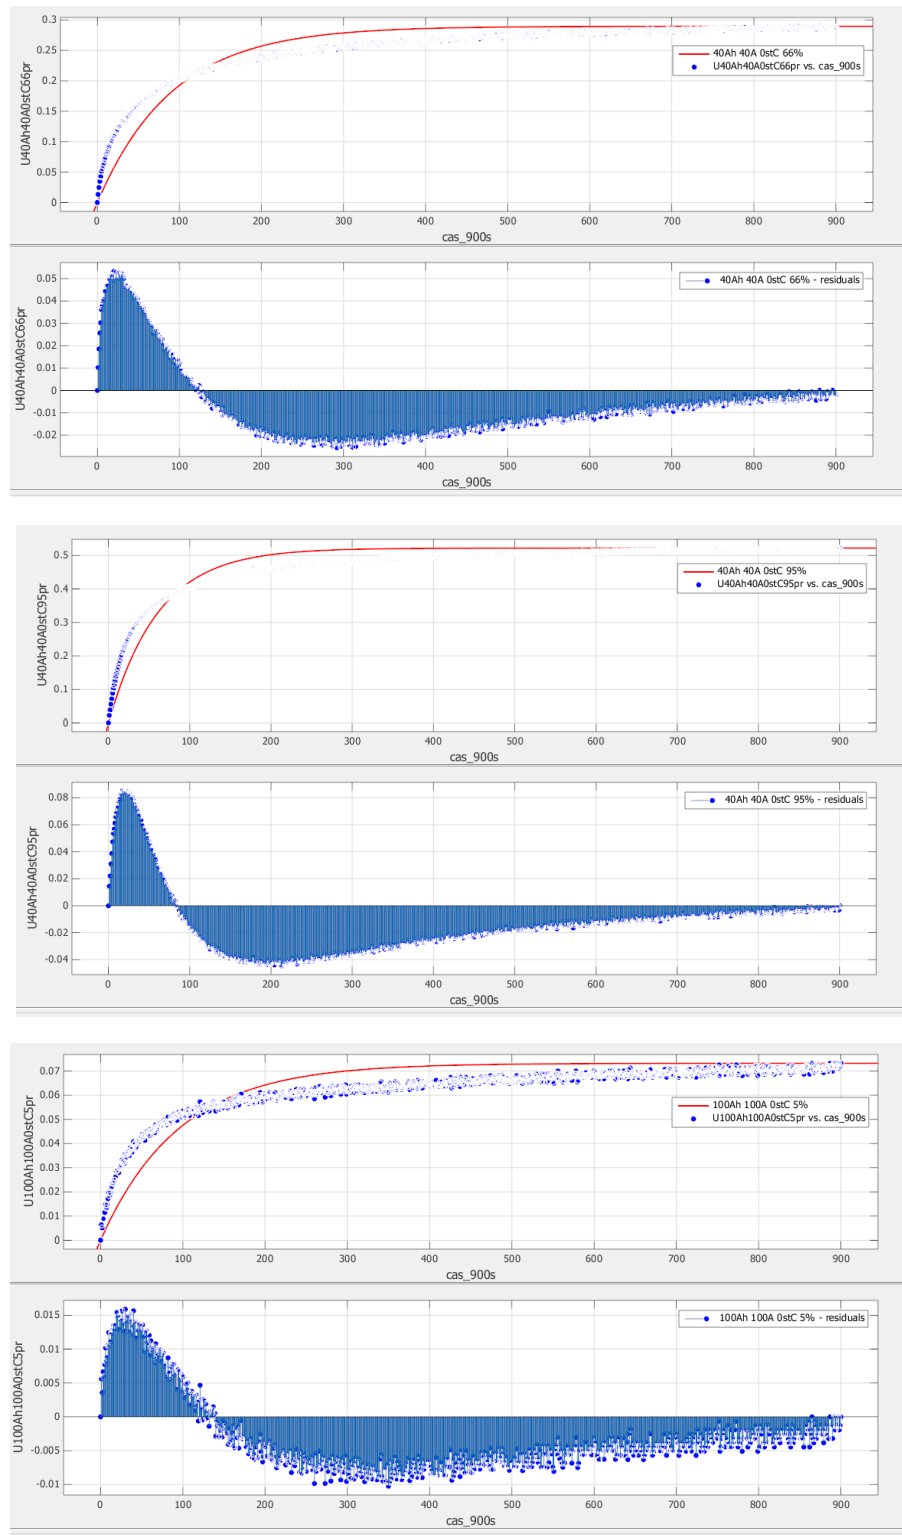 0.3
0.25
0.2
0.15
0.1
0.05
0
U40Ah40A0stC66pr
40Ah 40A 0stC 66%
U40Ah40A0stC66pr vs. cas_900s
0 100 200 300 400 500 600 700 800 900
cas_900s
0.05
0.04
0.03
0.02
0.01
0
-0.01
-0.02
U40Ah40A0stC66pr
40Ah 40A 0stC 66% - residuals
0 100 200 300 400 500 600 700 800 900
cas_900s
0.5
0.4
0.3
0.2
0.1
0
U40Ah40A0stC95pr
40Ah 40A 0stC 95%
U40Ah40A0stC95pr vs. cas_900s
0 100 200 300 400 500 600 700 800 900
cas_900s
0.08
0.06
0.04
0.02
0
-0.02
-0.04
U40Ah40A0stC95pr
40Ah 40A 0stC 95% - residuals
0 100 200 300 400 500 600 700 800 900
cas_900s
0.07
0.06
0.05
0.04
0.03
0.02
0.01
0
U100Ah100A0stC5pr
100Ah 100A 0stC 5%
U100Ah100A0stC5pr vs. cas_900s
0 100 200 300 400 500 600 700 800 900
cas_900s
0.015
0.01
0.005
0
-0.005
-0.01
U100Ah100A0stC5pr
100Ah 100A 0stC 5% - residuals
0 100 200 300 400 500 600 700 800 900
cas_900s